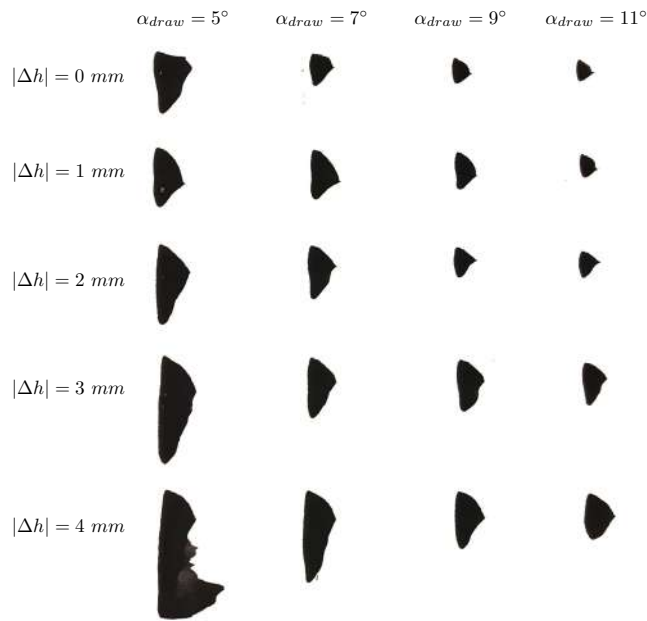 α_draw = 5° α_draw = 7° α_draw = 9° α_draw = 11°
|Δh| = 0 mm
|Δh| = 1 mm
|Δh| = 2 mm
|Δh| = 3 mm
|Δh| = 4 mm